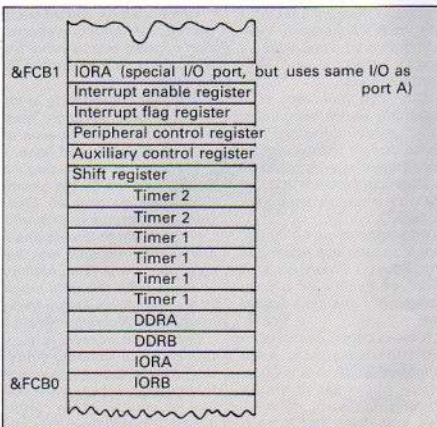 &FCB1 IORA (special I/O port, but uses same I/O as
Interrupt enable register port A)
Interrupt flag register
Peripheral control register
Auxiliary control register
Shift register
Timer 2
Timer 2
Timer 1
Timer 1
Timer 1
Timer 1
DDRA
DDRB
IORA
&FCB0 IORB